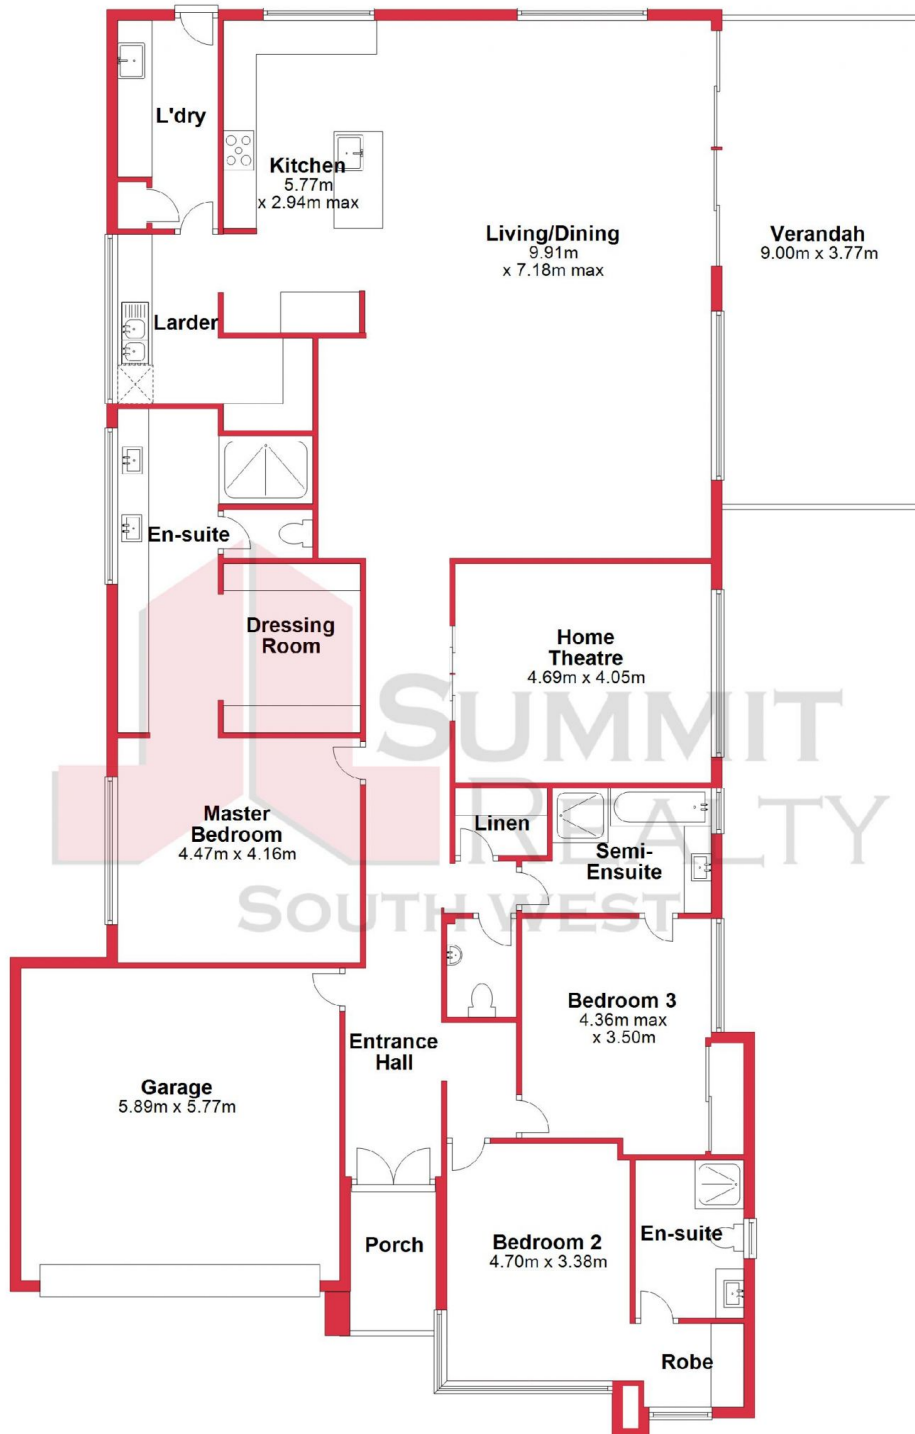 L'dry
Kitchen
5.77m
x 2.94m max
Living/Dining
9.91m
x 7.18m max
Verandah
9.00m x 3.77m
Larder
En-suite
Dressing
Room
Home
Theatre
4.69m x 4.05m
SUMMIT
REALTY
SOUTH WEST
Master
Bedroom
4.47m x 4.16m
Linen
Semi-
Ensuite
Bedroom 3
4.36m max
x 3.50m
Entrance
Hall
Garage
5.89m x 5.77m
Porch
Bedroom 2
4.70m x 3.38m
En-suite
Robe